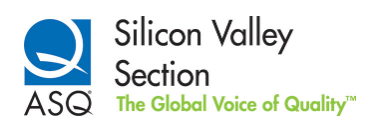 Silicon Valley
Section
ASQ® The Global Voice of Quality™